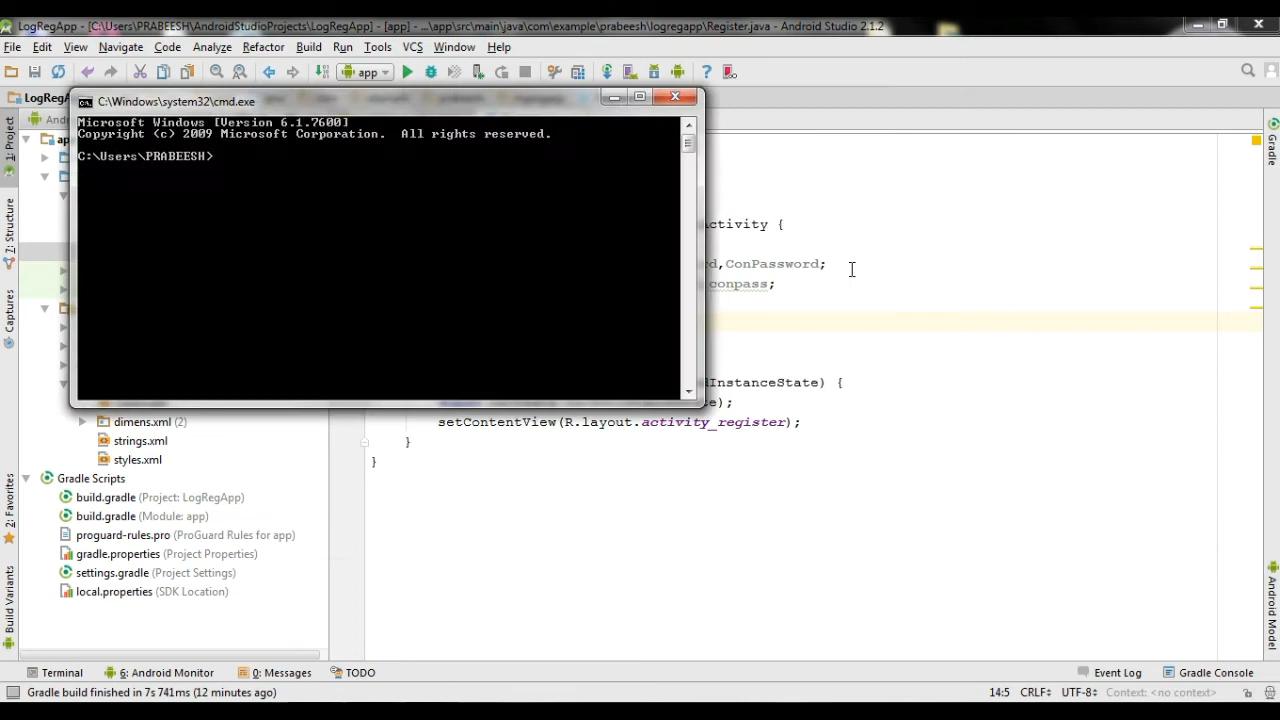 LogRegApp - [C:\Users\PRABEESH\AndroidStudioProjects\LogRegApp] - [app] - ...\app\src\main\java\com\example\prabeesh\logregapp\Register.java - Android Studio 2.1.2
File Edit View Navigate Code Analyze Refactor Build Run Tools VCS Window Help
app
LogRegA
C:\Windows\system32\cmd.exe
Microsoft Windows [Version 6.1.7600]
Copyright (c) 2009 Microsoft Corporation. All rights reserved.
C:\Users\PRABEESH>
ap
ctivity {
d,ConPassword;
conpass;
dInstanceState) {
e);
setContentView(R.layout.activity_register);
}
}
dimens.xml (2)
strings.xml
styles.xml
Gradle Scripts
build.gradle (Project: LogRegApp)
build.gradle (Module: app)
proguard-rules.pro (ProGuard Rules for app)
gradle.properties (Project Properties)
settings.gradle (Project Settings)
local.properties (SDK Location)
1: Project
7: Structure
Captures
2: Favorites
Build Variants
Gradle
Android Model
Terminal 6: Android Monitor 0: Messages TODO Event Log Gradle Console
Gradle build finished in 7s 741ms (12 minutes ago) 14:5 CRLF UTF-8 Context: <no context>